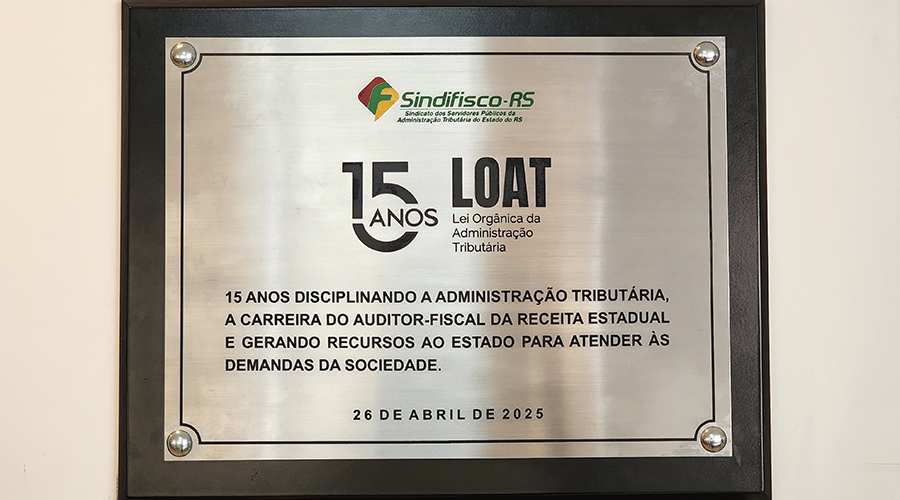 Sindifisco-RS
Sindicato dos Servidores Públicos da
Administração Tributária do Estado do RS
15 ANOS
LOAT
Lei Orgânica da
Administração
Tributária
15 ANOS DISCIPLINANDO A ADMINISTRAÇÃO TRIBUTÁRIA,
A CARREIRA DO AUDITOR-FISCAL DA RECEITA ESTADUAL
E GERANDO RECURSOS AO ESTADO PARA ATENDER ÀS
DEMANDAS DA SOCIEDADE.
26 DE ABRIL DE 2025